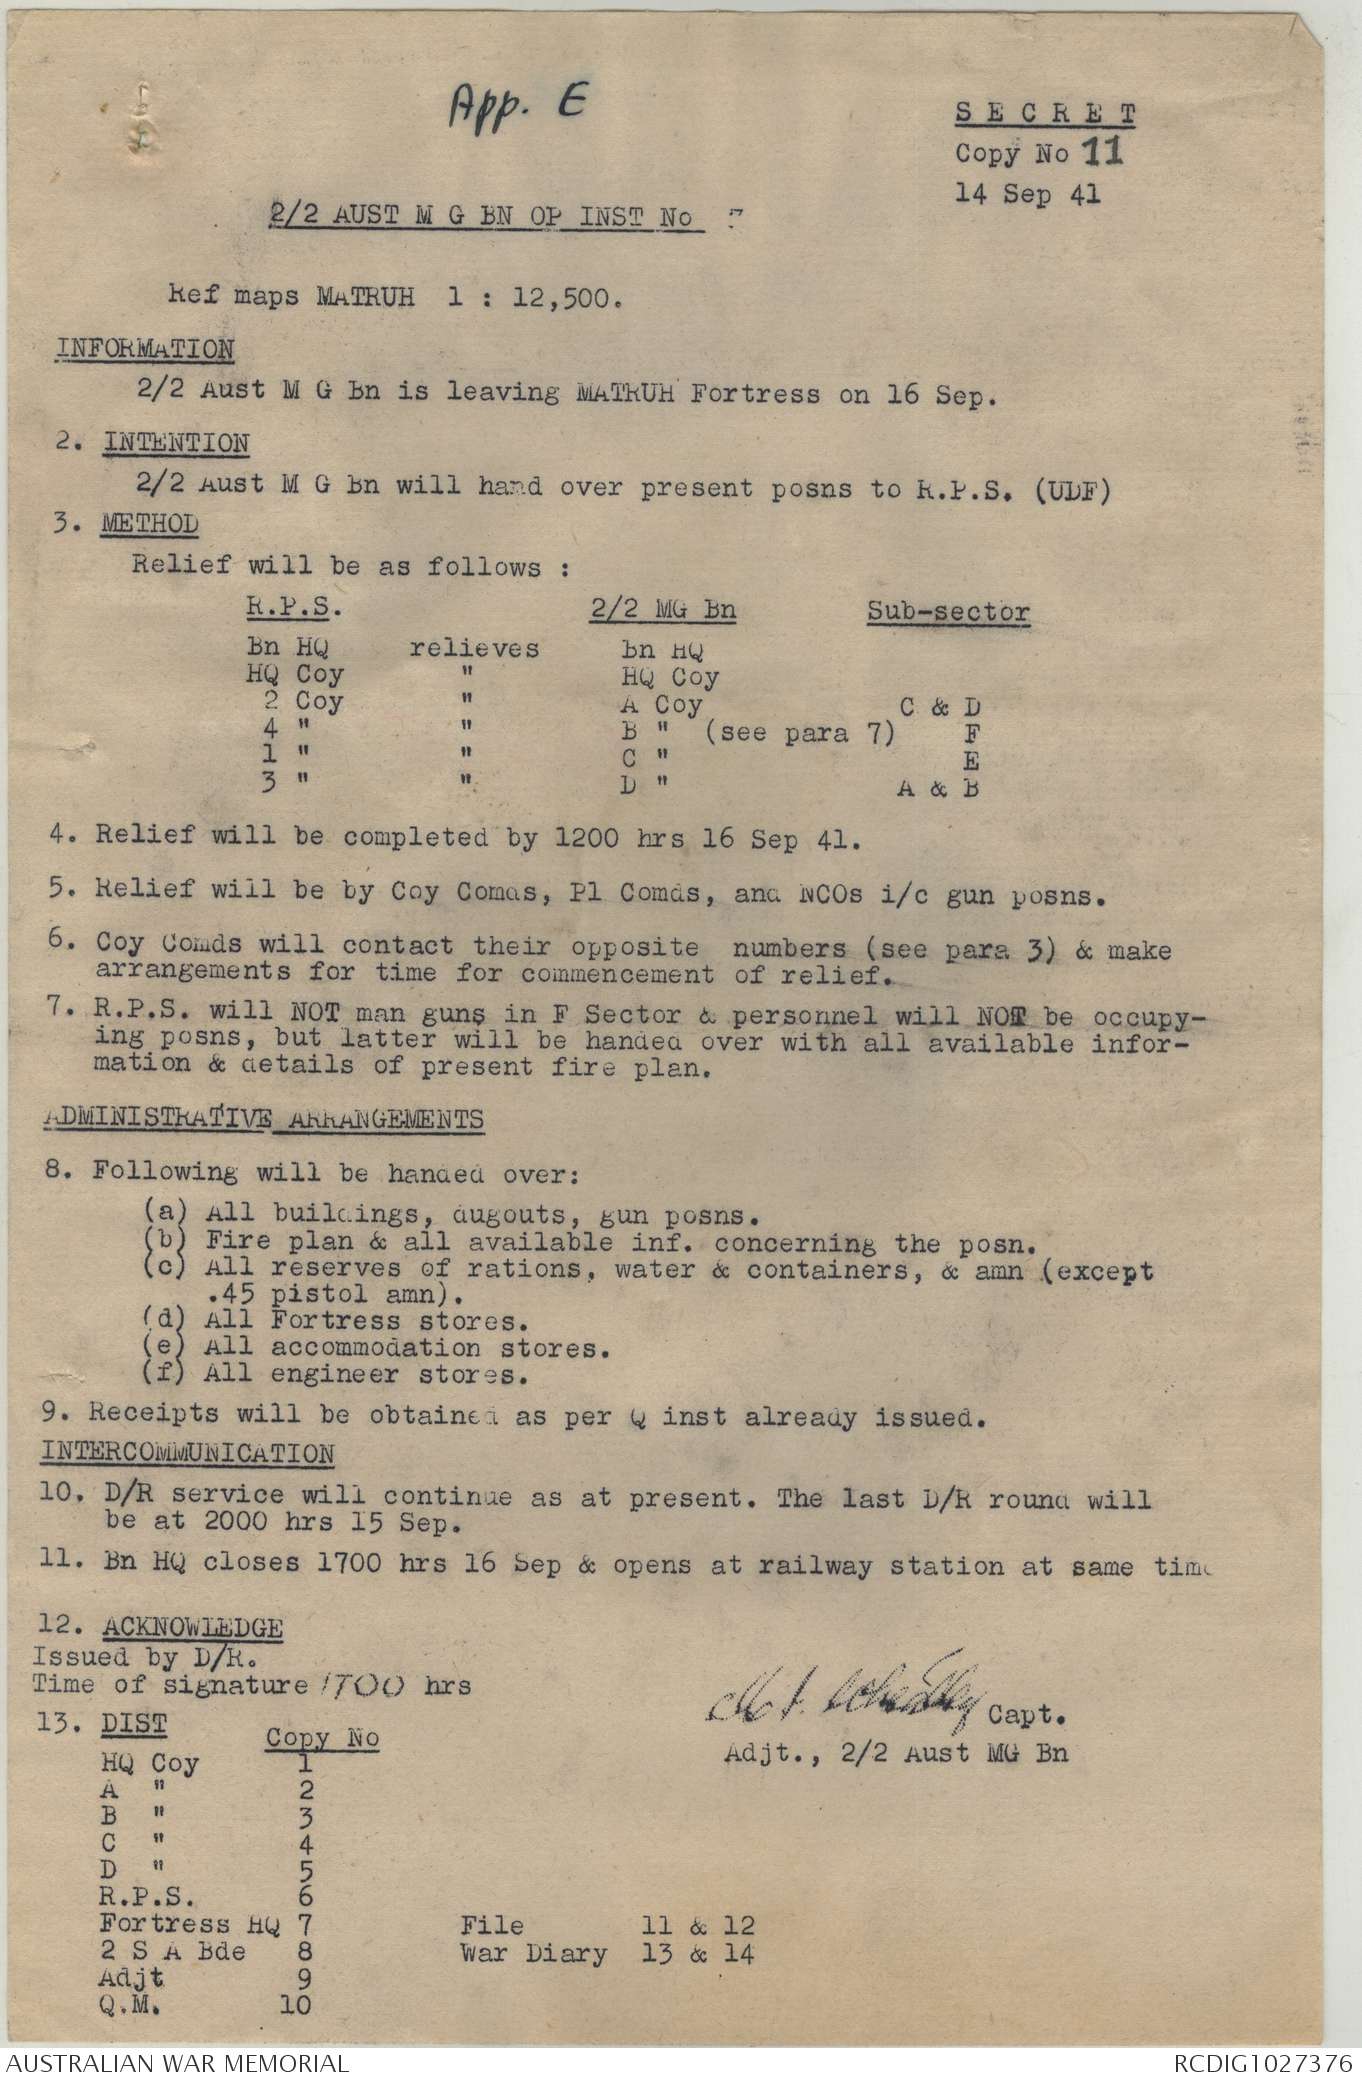 App. E
S E C R E T
Copy No 11
14 Sep 41
2/2 AUST M G BN OP INST No 7
Ref maps MATRUH 1 : 12,500.
INFORMATION
2/2 Aust M G Bn is leaving MATRUH Fortress on 16 Sep.
2. INTENTION
2/2 Aust M G Bn will hand over present posns to R.P.S. (UDF)
3. METHOD
Relief will be as follows :
R.P.S. 2/2 MG Bn Sub-sector
Bn HQ relieves Bn HQ
HQ Coy " HQ Coy
2 Coy " A Coy C & D
4 " " B " (see para 7) F
1 " " C " E
3 " " D " A & B
4. Relief will be completed by 1200 hrs 16 Sep 41.
5. Relief will be by Coy Comds, Pl Comds, and NCOs i/c gun posns.
6. Coy Comds will contact their opposite numbers (see para 3) & make
arrangements for time for commencement of relief.
7. R.P.S. will NOT man guns in F Sector & personnel will NOT be occupy-
ing posns, but latter will be handed over with all available infor-
mation & details of present fire plan.
ADMINISTRATIVE ARRANGEMENTS
8. Following will be handed over:
(a) All buildings, dugouts, gun posns.
(b) Fire plan & all available inf. concerning the posn.
(c) All reserves of rations, water & containers, & amn (except
.45 pistol amn).
(d) All Fortress stores.
(e) All accommodation stores.
(f) All engineer stores.
9. Receipts will be obtained as per Q inst already issued.
INTERCOMMUNICATION
10. D/R service will continue as at present. The last D/R round will
be at 2000 hrs 15 Sep.
11. Bn HQ closes 1700 hrs 16 Sep & opens at railway station at same time
12. ACKNOWLEDGE
Issued by D/R.
Time of signature 1700 hrs
Capt.
Adjt., 2/2 Aust MG Bn
13. DIST Copy No
HQ Coy 1
A " 2
B " 3
C " 4
D " 5
R.P.S. 6
Fortress HQ 7 File 11 & 12
2 S A Bde 8 War Diary 13 & 14
Adjt 9
Q.M. 10
AUSTRALIAN WAR MEMORIAL RCDIG1027376